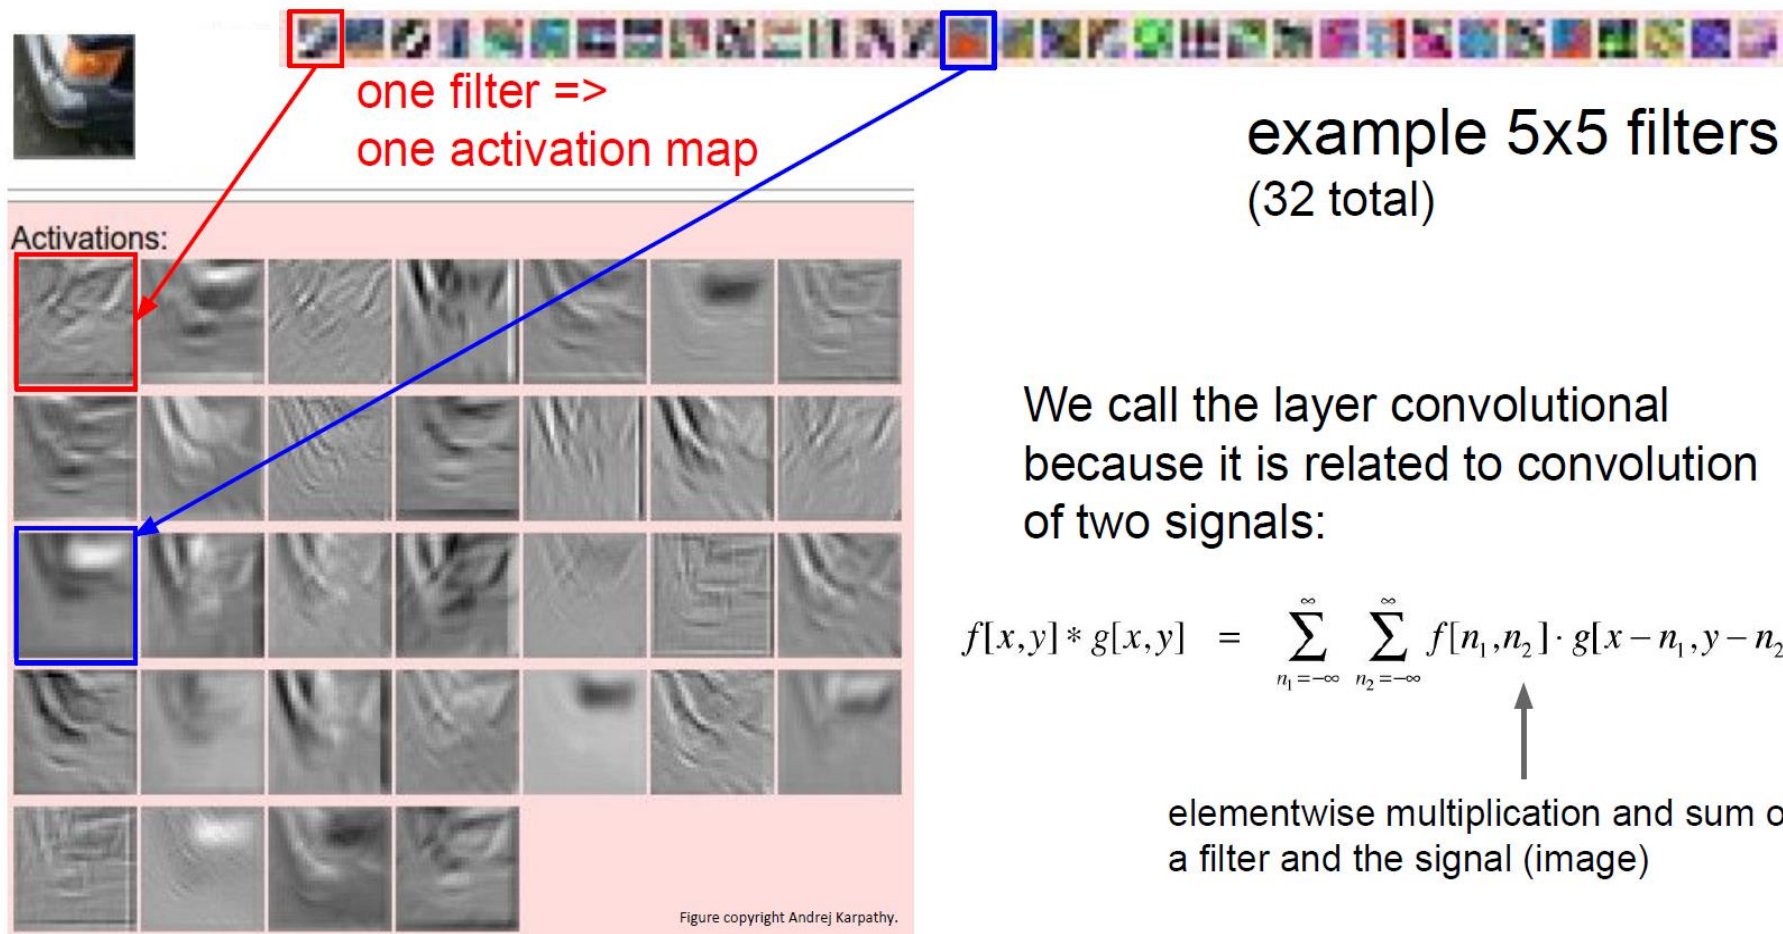 one filter =>
one activation map
example 5x5 filters
(32 total)
Activations:
We call the layer convolutional
because it is related to convolution
of two signals:
f[x,y] * g[x,y] = ∑_{n₁=-∞}^{∞} ∑_{n₂=-∞}^{∞} f[n₁,n₂]·g[x-n₁,y-n₂
elementwise multiplication and sum o
a filter and the signal (image)
Figure copyright Andrej Karpathy.